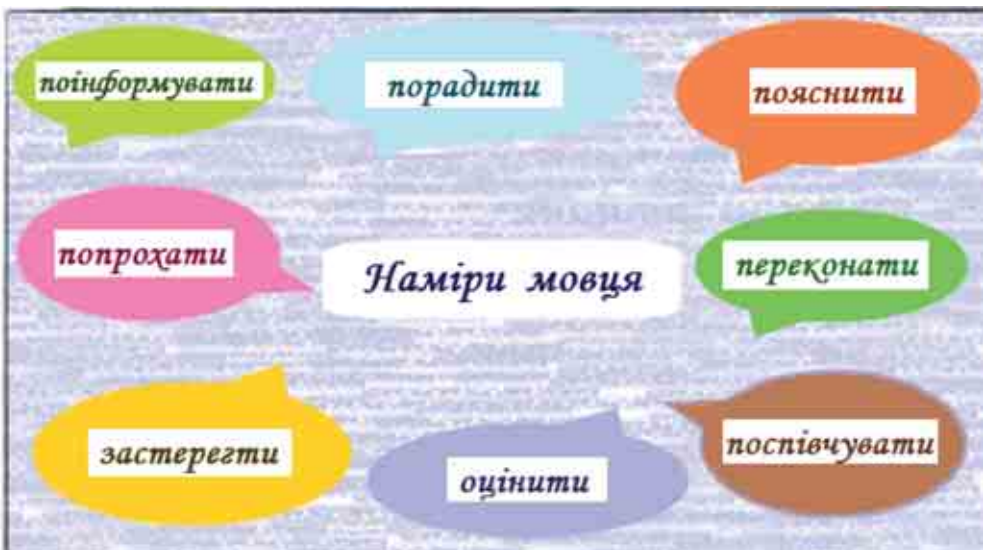 поінформувати
порадити
пояснити
попрохати
Наміри мовця
переконати
застерегти
оцінити
поспівчувати